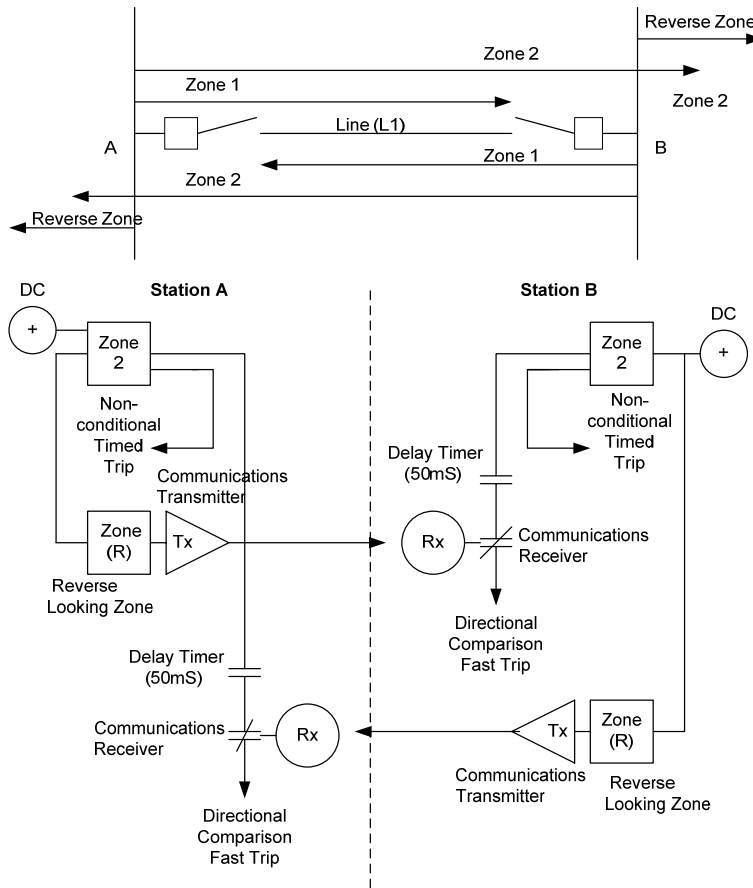 Reverse Zone
Zone 2
Zone 1
Zone 2
A
Line (L1)
B
Zone 1
Zone 2
Reverse Zone
DC
Station A
Station B
DC
+
Zone
2
Zone
2
+
Non-
conditional
Timed
Trip
Non-
conditional
Timed
Trip
Delay Timer
(50mS)
Communications
Transmitter
Zone
(R)
Tx
Rx
Communications
Receiver
Reverse
Looking Zone
Directional
Comparison
Fast Trip
Delay Timer
(50mS)
Communications
Receiver
Rx
Tx
Zone
(R)
Communications
Transmitter
Reverse
Looking Zone
Directional
Comparison
Fast Trip